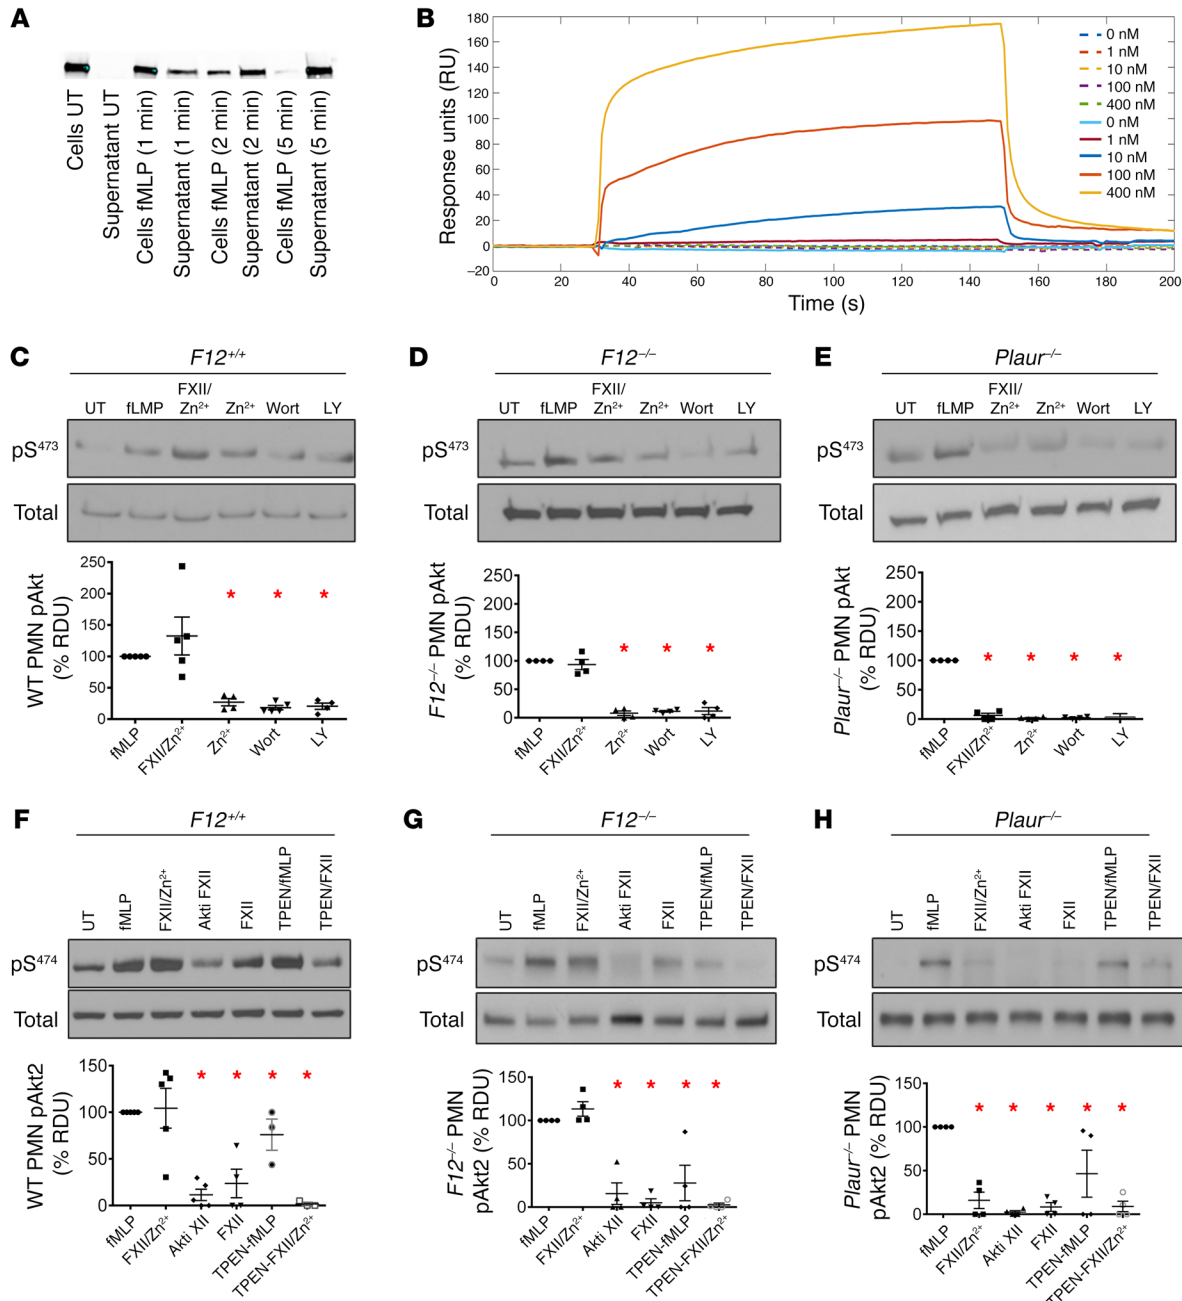 A
Cells UT
Supernatant UT
Cells fMLP (1 min)
Supernatant (1 min)
Cells fMLP (2 min)
Supernatant (2 min)
Cells fMLP (5 min)
Supernatant (5 min)
B
Response units (RU)
180
160
140
120
100
80
60
40
20
0
−20
0 20 40 60 80 100 120 140 160 180 200
Time (s)
0 nM
1 nM
10 nM
100 nM
400 nM
0 nM
1 nM
10 nM
100 nM
400 nM
C
F12+/+
UT fLMP FXII/Zn2+ Zn2+ Wort LY
pS473
Total
WT PMN pAkt (% RDU)
250
200
150
100
50
0
* * *
fMLP FXII/Zn2+ Zn2+ Wort LY
D
F12−/−
UT fLMP FXII/Zn2+ Zn2+ Wort LY
pS473
Total
F12−/− PMN pAkt (% RDU)
250
200
150
100
50
0
* * *
fMLP FXII/Zn2+ Zn2+ Wort LY
E
Plaur−/−
UT fLMP FXII/Zn2+ Zn2+ Wort LY
pS473
Total
Plaur−/− PMN pAkt (% RDU)
250
200
150
100
50
0
* * * *
fMLP FXII/Zn2+ Zn2+ Wort LY
F
F12+/+
UT fMLP FXII/Zn2+ Akti FXII FXII TPEN/fMLP TPEN/FXII
pS474
Total
WT PMN pAkt2 (% RDU)
150
100
50
0
* * * *
fMLP FXII/Zn2+ Akti XII FXII TPEN-fMLP TPEN-FXII/Zn2+
G
F12−/−
UT fMLP FXII/Zn2+ Akti FXII FXII TPEN/fMLP TPEN/FXII
pS474
Total
F12−/− PMN pAkt2 (% RDU)
150
100
50
0
* * * *
fMLP FXII/Zn2+ Akti XII FXII TPEN-fMLP TPEN-FXII/Zn2+
H
Plaur−/−
UT fMLP FXII/Zn2+ Akti FXII FXII TPEN/fMLP TPEN/FXII
pS474
Total
Plaur−/− PMN pAkt2 (% RDU)
150
100
50
0
* * * * *
fMLP FXII/Zn2+ Akti XII FXII TPEN-fMLP TPEN-FXII/Zn2+